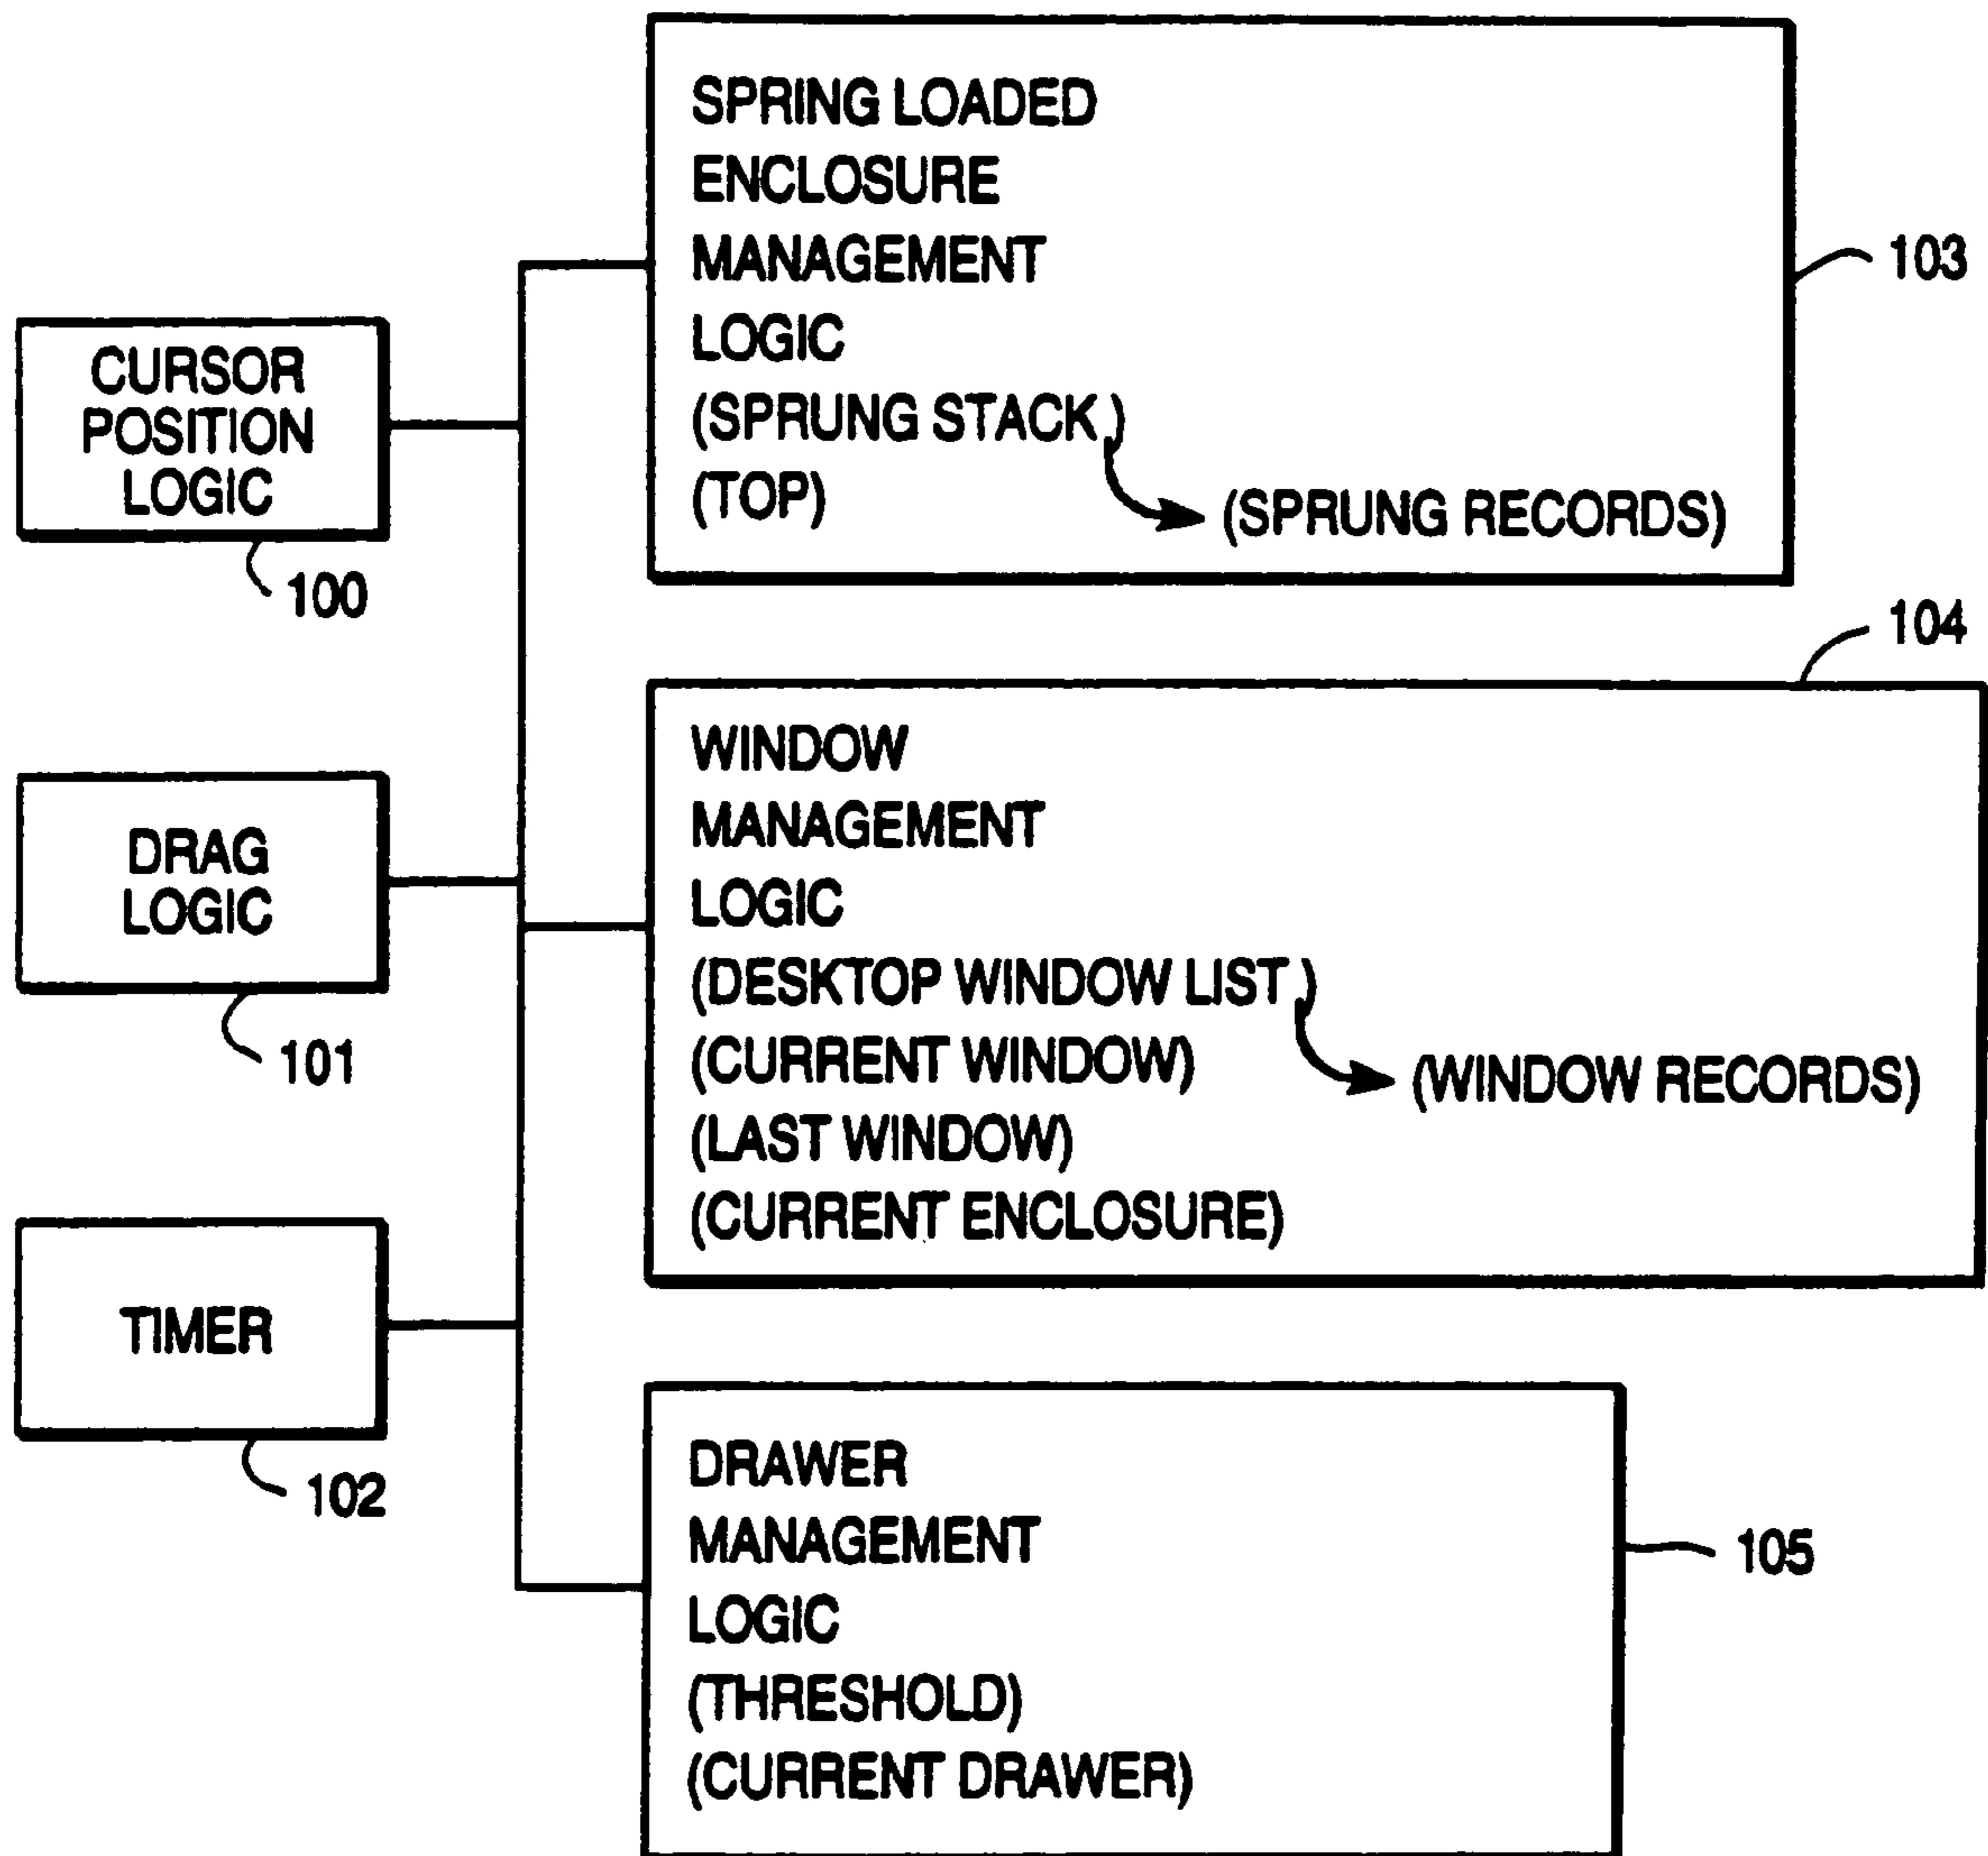 CURSOR
POSITION
LOGIC
100
DRAG
LOGIC
101
TIMER
102
SPRING LOADED
ENCLOSURE
MANAGEMENT
LOGIC
(SPRUNG STACK)
(TOP)
(SPRUNG RECORDS)
103
WINDOW
MANAGEMENT
LOGIC
(DESKTOP WINDOW LIST)
(CURRENT WINDOW)
(WINDOW RECORDS)
(LAST WINDOW)
(CURRENT ENCLOSURE)
104
DRAWER
MANAGEMENT
LOGIC
(THRESHOLD)
(CURRENT DRAWER)
105